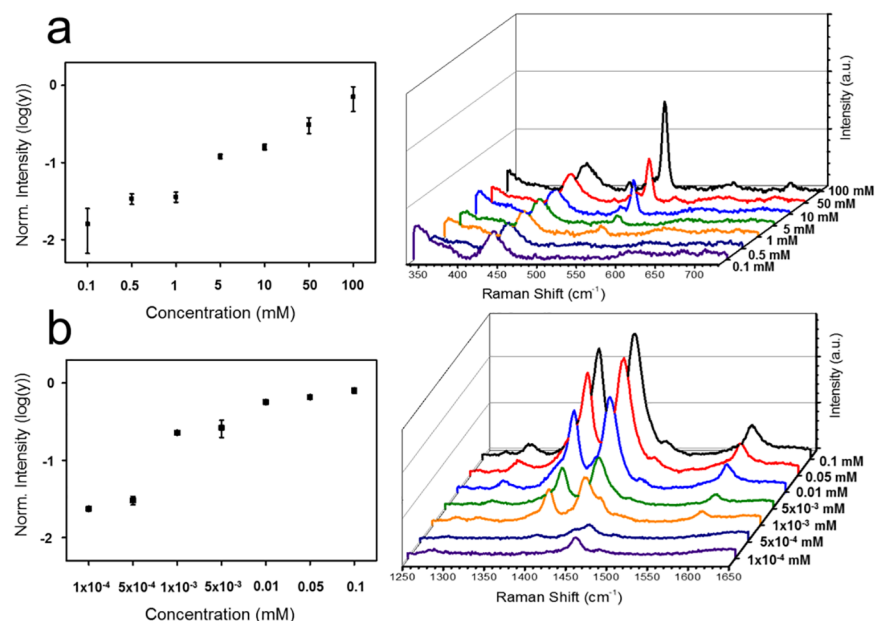 a
Norm. Intensity (log(y))
0
-1
-2
0.1 0.5 1 5 10 50 100
Concentration (mM)
Intensity (a.u.)
100 mM
50 mM
10 mM
5 mM
1 mM
0.5 mM
0.1 mM
350 400 450 500 550 600 650 700
Raman Shift (cm⁻¹)
b
Norm. Intensity (log(y))
0
-1
-2
1x10⁻⁴ 5x10⁻⁴ 1x10⁻³ 5x10⁻³ 0.01 0.05 0.1
Concentration (mM)
Intensity (a.u.)
0.1 mM
0.05 mM
0.01 mM
5x10⁻³ mM
1x10⁻³ mM
5x10⁻⁴ mM
1x10⁻⁴ mM
1250 1300 1350 1400 1450 1500 1550 1600 1650
Raman Shift (cm⁻¹)